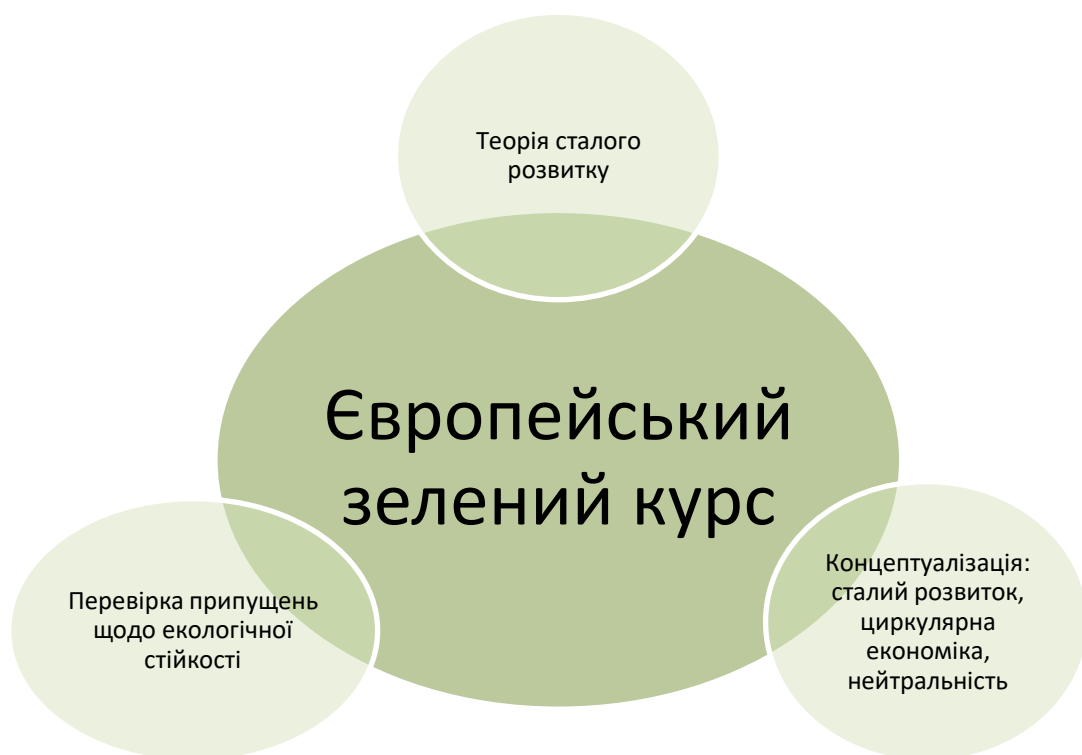 Теорія сталого
розвитку
Європейський
зелений курс
Перевірка припущень
щодо екологічної
стійкості
Концептуалізація:
сталий розвиток,
циркулярна
економіка,
нейтральність